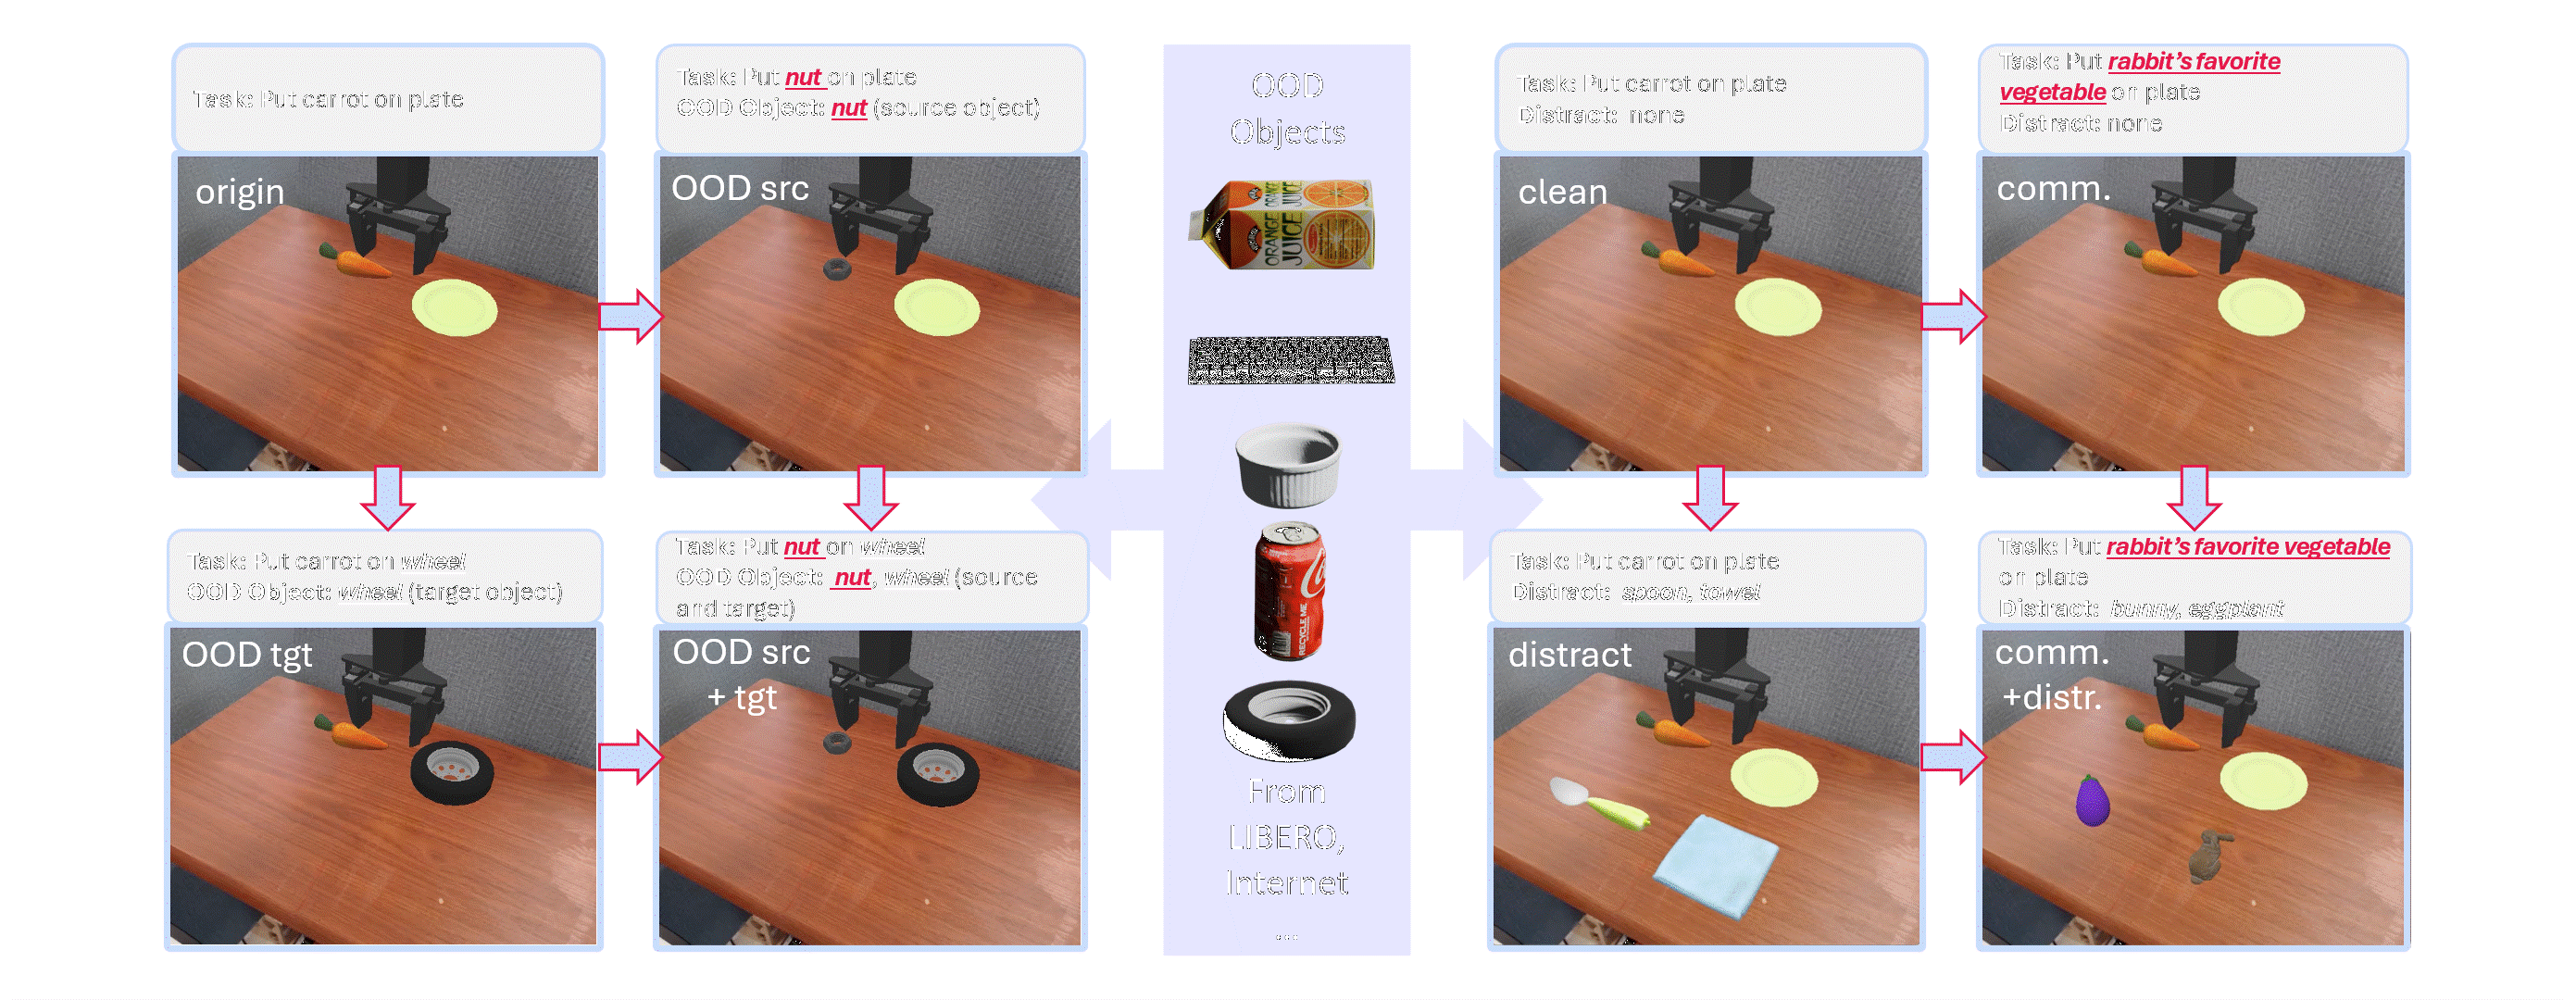 Task: Put carrot on plate
origin
Task: Put nut on plate
OOD Object: nut (source object)
OOD src
Task: Put carrot on wheel
OOD Object: wheel (target object)
OOD tgt
Task: Put nut on wheel
OOD Object: nut, wheel (source
and target)
OOD src
+ tgt
OOD
Objects
ORANGE
JUICE
ORANGE
JUICE
RECYCLE ME
From
LIBERO,
Internet
...
Task: Put carrot on plate
Distract: none
clean
Task: Put rabbit's favorite
vegetable on plate
Distract: none
comm.
Task: Put carrot on plate
Distract: spoon, towel
distract
Task: Put rabbit's favorite vegetable
on plate
Distract: bunny, eggplant
comm.
+distr.